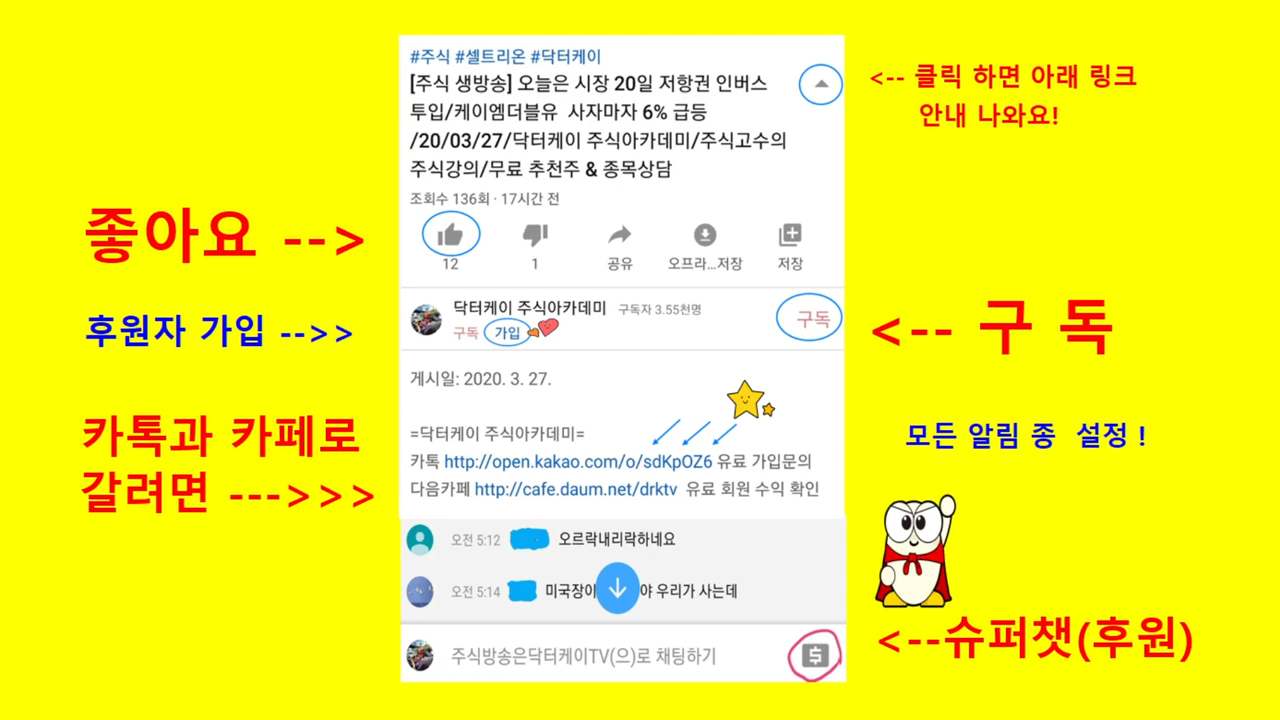 #주식 #셀트리온 #닥터케이
[주식 생방송] 오늘은 시장 20일 저항권 인버스
투입/케이엠더블유 사자마자 6% 급등
/20/03/27/닥터케이 주식아카데미/주식고수의
주식강의/무료 추천주 & 종목상담
조회수 136회 · 17시간 전
<-- 클릭 하면 아래 링크
안내 나와요!
좋아요 -->
12
1
공유
오프라...저장
저장
후원자 가입 -->>
닥터케이 주식아카데미 구독자 3.55천명
구독 가입
구독
<-- 구 독
게시일: 2020. 3. 27.
카톡과 카페로
갈려면 --->>>
=닥터케이 주식아카데미=
카톡 http://open.kakao.com/o/sdKpOZ6 유료 가입문의
다음카페 http://cafe.daum.net/drktv 유료 회원 수익 확인
모든 알림 종 설정 !
오전 5:12 오르락내리락하네요
오전 5:14 미국장이 야 우리가 사는데
주식방송은닥터케이TV(으)로 채팅하기
<--슈퍼챗(후원)